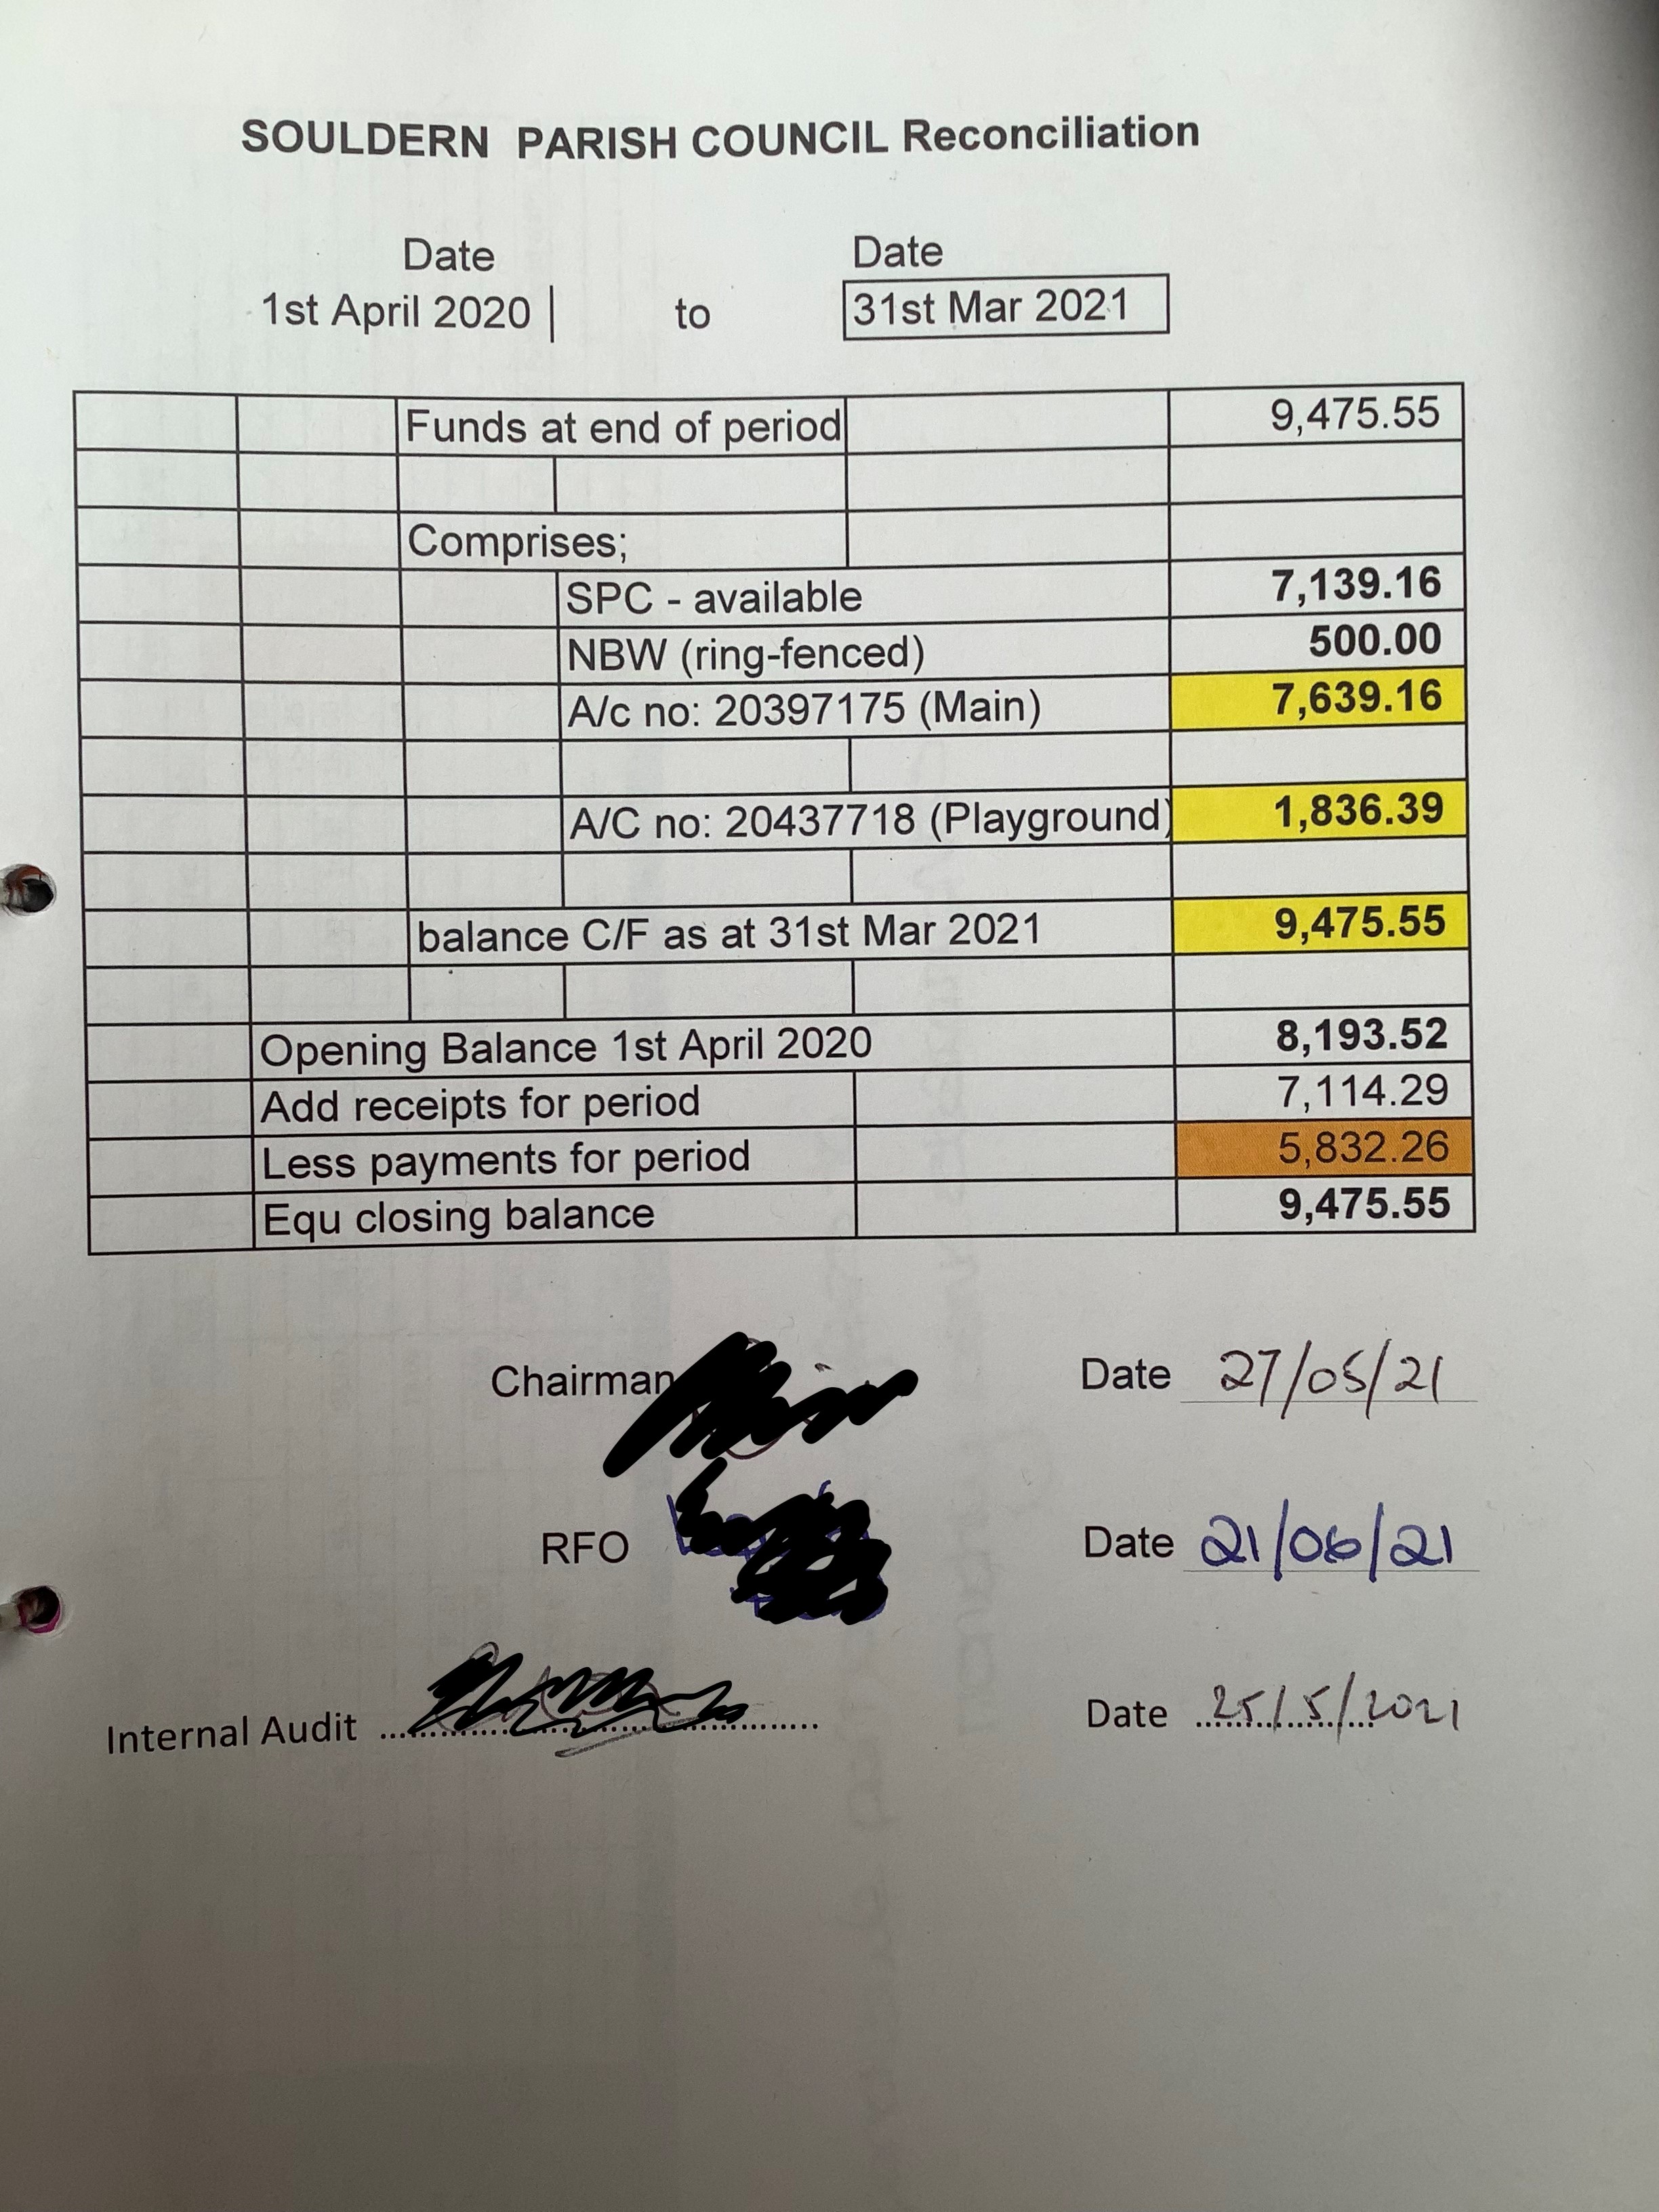 SOULDERN PARISH COUNCIL Reconciliation
Date Date
1st April 2020 to 31st Mar 2021
Funds at end of period 9,475.55
Comprises;
SPC - available 7,139.16
NBW (ring-fenced) 500.00
A/c no: 20397175 (Main) 7,639.16
A/C no: 20437718 (Playground) 1,836.39
balance C/F as at 31st Mar 2021 9,475.55
Opening Balance 1st April 2020 8,193.52
Add receipts for period 7,114.29
Less payments for period 5,832.26
Equ closing balance 9,475.55
Chairman Date 27/05/21
RFO Date 21/06/21
Internal Audit Date 25/5/2021